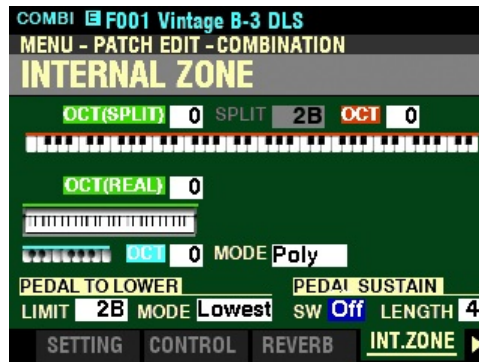 COMBI E F001 Vintage B-3 DLS
MENU - PATCH EDIT - COMBINATION
INTERNAL ZONE
OCT(SPLIT) 0 SPLIT 2B OCT 0
OCT(REAL) 0
OCT 0 MODE Poly
PEDAL TO LOWER PEDAL SUSTAIN
LIMIT 2B MODE Lowest SW Off LENGTH 4
SETTING CONTROL REVERB INT.ZONE